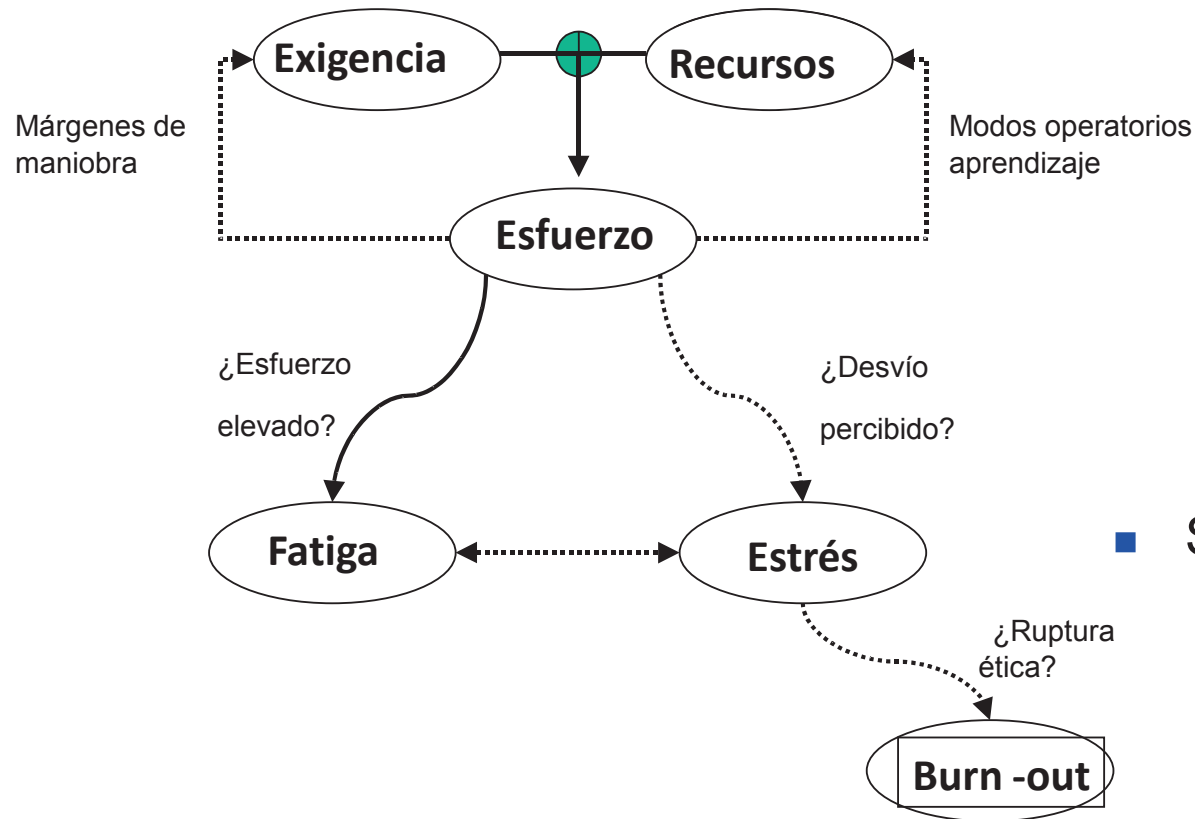 Exigencia
Recursos
Márgenes de
maniobra
Modos operatorios
aprendizaje
Esfuerzo
¿Esfuerzo
elevado?
¿Desvío
percibido?
Fatiga
Estrés
S
¿Ruptura
ética?
Burn -out